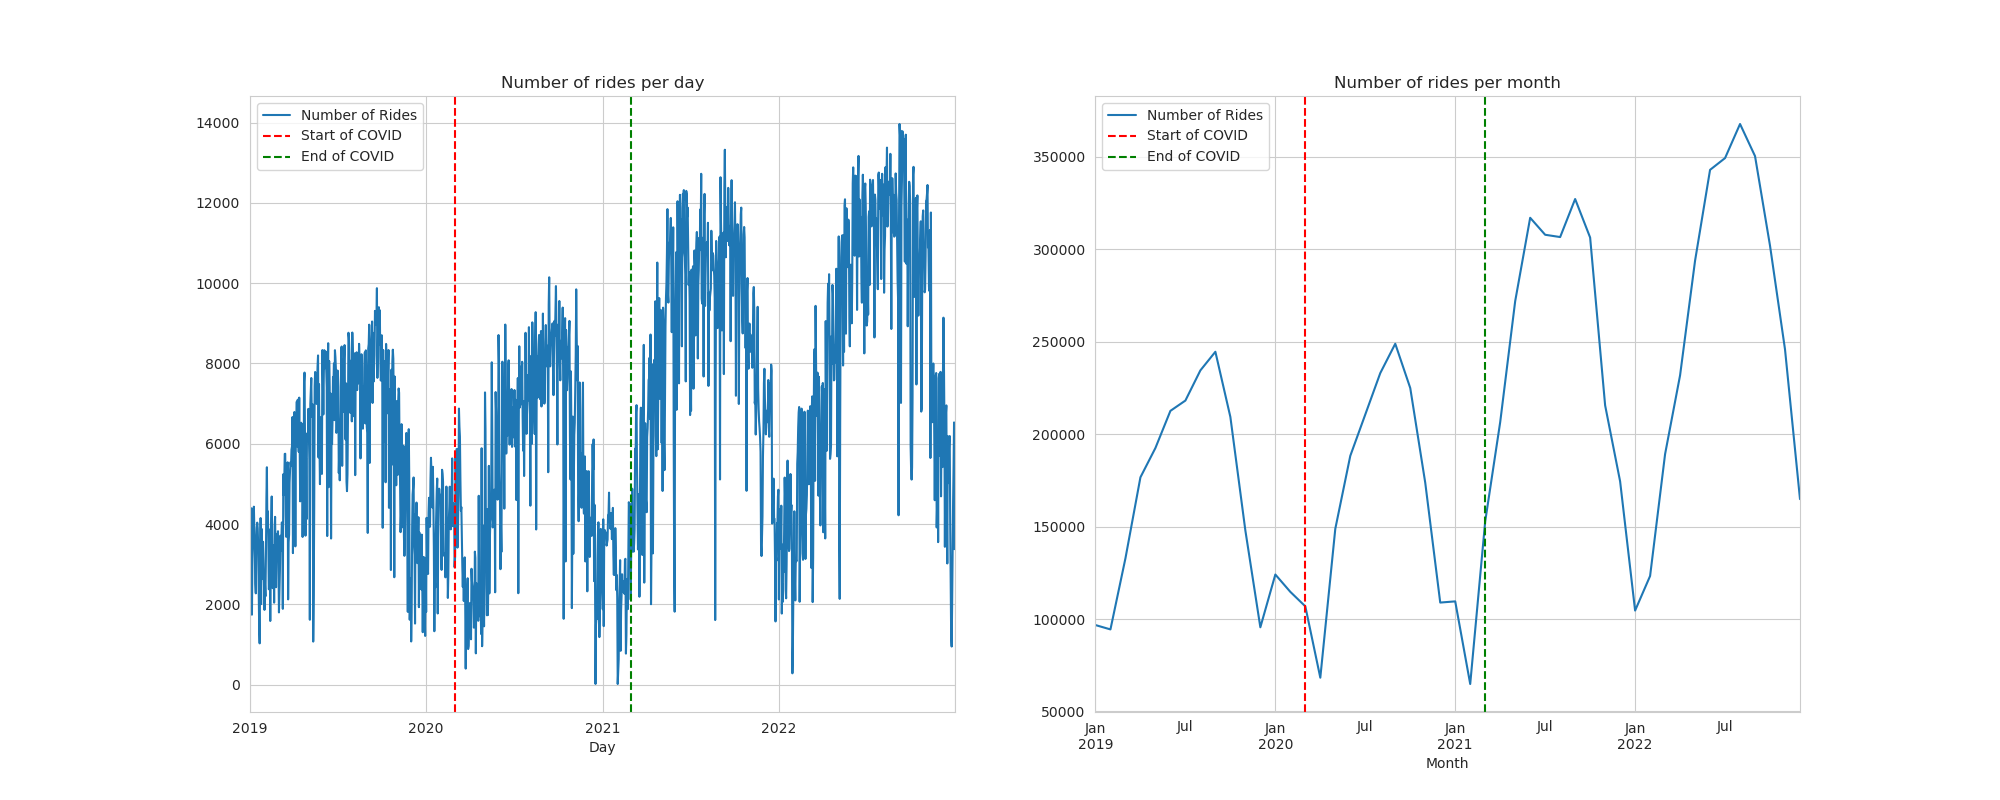 Number of rides per day
Number of Rides
Start of COVID
End of COVID
14000
12000
10000
8000
6000
4000
2000
0
2019
2020
2021
2022
Day
Number of rides per month
Number of Rides
Start of COVID
End of COVID
350000
300000
250000
200000
150000
100000
50000
Jan
2019
Jul
Jan
2020
Jul
Jan
2021
Jul
Jan
2022
Jul
Month